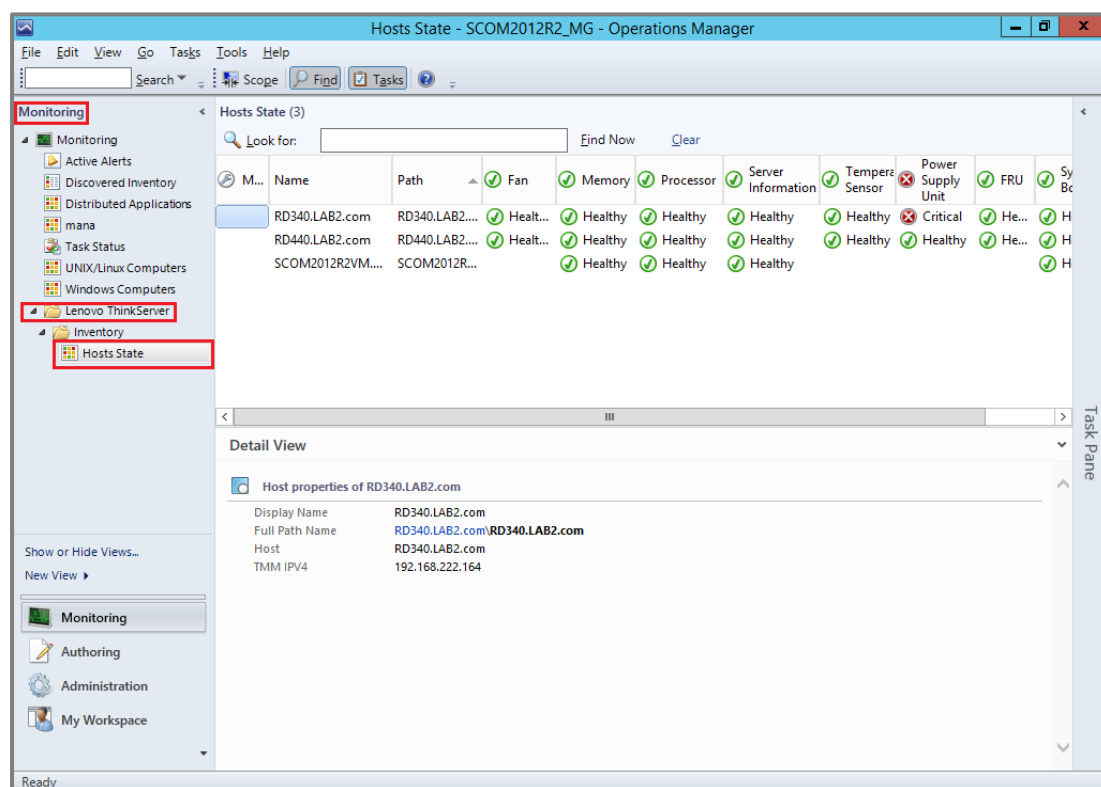 Hosts State - SCOM2012R2_MG - Operations Manager
File Edit View Go Tasks Tools Help
Search Scope Find Tasks
Monitoring
Monitoring
Active Alerts
Discovered Inventory
Distributed Applications
mana
Task Status
UNIX/Linux Computers
Windows Computers
Lenovo ThinkServer
Inventory
Hosts State
Show or Hide Views...
New View
Monitoring
Authoring
Administration
My Workspace
Hosts State (3)
Look for: Find Now Clear
M... Name Path Fan Memory Processor Server Information Tempera Sensor Power Supply Unit FRU Sy Bo
RD340.LAB2.com RD340.LAB2.... Healt... Healthy Healthy Healthy Healthy Critical He... H
RD440.LAB2.com RD440.LAB2.... Healt... Healthy Healthy Healthy Healthy Healthy He... H
SCOM2012R2VM.... SCOM2012R... Healthy Healthy Healthy H
Detail View
Host properties of RD340.LAB2.com
Display Name RD340.LAB2.com
Full Path Name RD340.LAB2.com\RD340.LAB2.com
Host RD340.LAB2.com
TMM IPV4 192.168.222.164
Task Pane
Ready